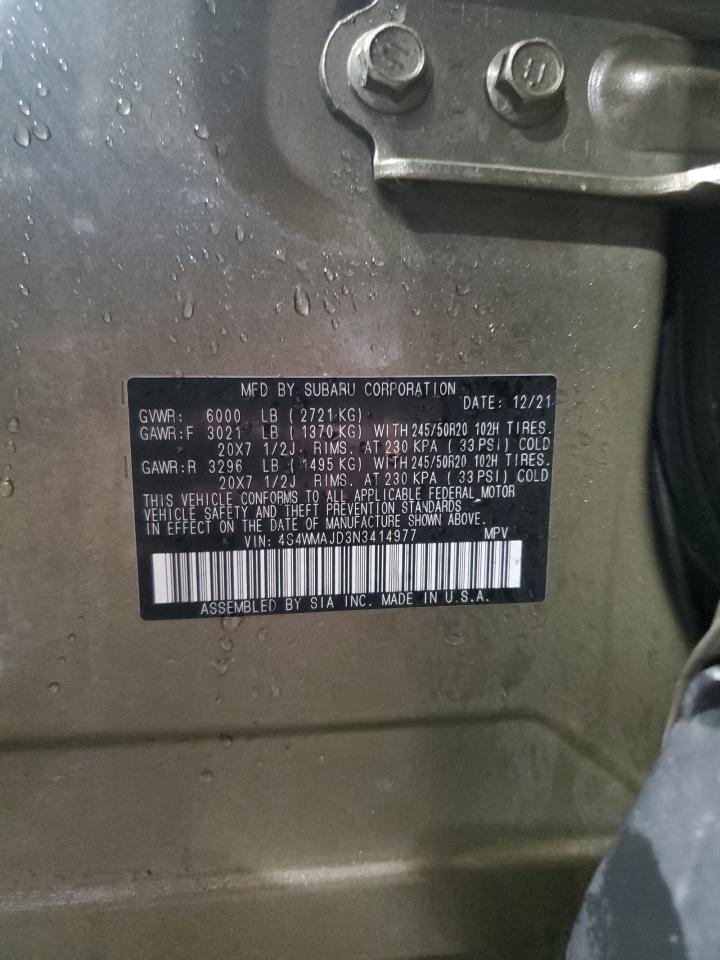 MFD BY SUBARU CORPORATION
DATE: 12/21
GVWR: 6000 LB ( 2721 KG)
GAWR:F 3021 LB ( 1370 KG) WITH 245/50R20 102H TIRES.
20X7 1/2J RIMS. AT 230 KPA ( 33 PSI) COLD
GAWR:R 3296 LB ( 1495 KG) WITH 245/50R20 102H TIRES.
20X7 1/2J RIMS. AT 230 KPA ( 33 PSI) COLD
THIS VEHICLE CONFORMS TO ALL APPLICABLE FEDERAL MOTOR
VEHICLE SAFETY AND THEFT PREVENTION STANDARDS
IN EFFECT ON THE DATE OF MANUFACTURE SHOWN ABOVE.
VIN: 4S4WMAJD3N3414977 MPV
ASSEMBLED BY SIA INC. MADE IN U.S.A.